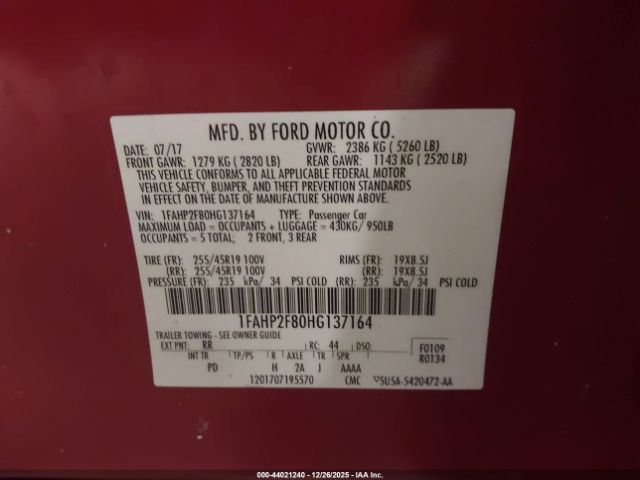 MFD. BY FORD MOTOR CO.
DATE: 07/17 GVWR: 2386 KG ( 5260 LB)
FRONT GAWR: 1279 KG ( 2820 LB) REAR GAWR: 1143 KG ( 2520 LB)
THIS VEHICLE CONFORMS TO ALL APPLICABLE FEDERAL MOTOR
VEHICLE SAFETY, BUMPER, AND THEFT PREVENTION STANDARDS
IN EFFECT ON THE DATE OF MANUFACTURE SHOWN ABOVE.
VIN: 1FAHP2F80HG137164 TYPE: Passenger Car
MAXIMUM LOAD = OCCUPANTS + LUGGAGE = 430KG/ 950LB
OCCUPANTS = 5 TOTAL; 2 FRONT, 3 REAR
TIRE (FR): 255/45R19 100V RIMS (FR): 19X8.5J
(RR): 255/45R19 100V (RR): 19X8.5J
PRESSURE (FR): 235 kPa/ 34 PSI COLD (RR): 235 kPa/ 34 PSI COLD
1FAHP2F80HG137164
TRAILER TOWING - SEE OWNER GUIDE
EXT PNT: RR RC: 44 DSO: F0109
INT TR TP/PS R AXLE TR SPR R0134
PD H 2A J AAAA
1201707195570 CMC 5U5A-5420472-AA
000-44021240 - 12/26/2025 - IAA Inc.